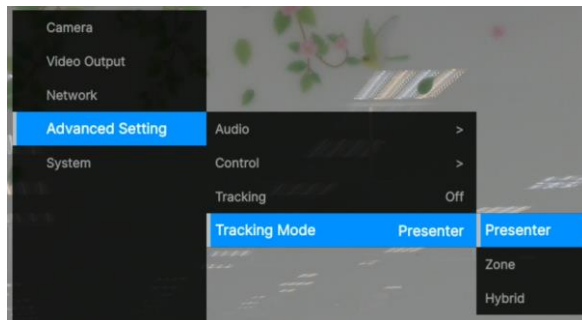 Camera
Video Output
Network
Advanced Setting
System
Audio >
Control >
Tracking Off
Tracking Mode Presenter
Presenter
Zone
Hybrid